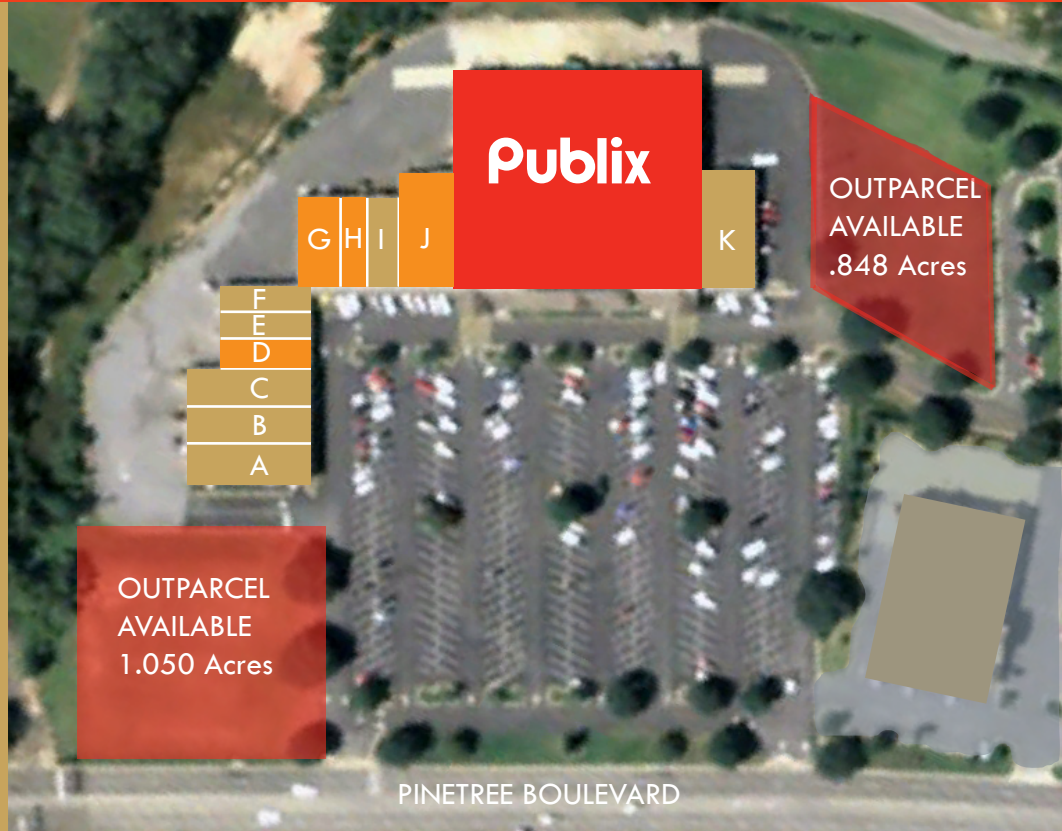 Publix
OUTPARCEL
AVAILABLE
.848 Acres
G H I J
K
F
E
D
C
B
A
OUTPARCEL
AVAILABLE
1.050 Acres
PINETREE BOULEVARD